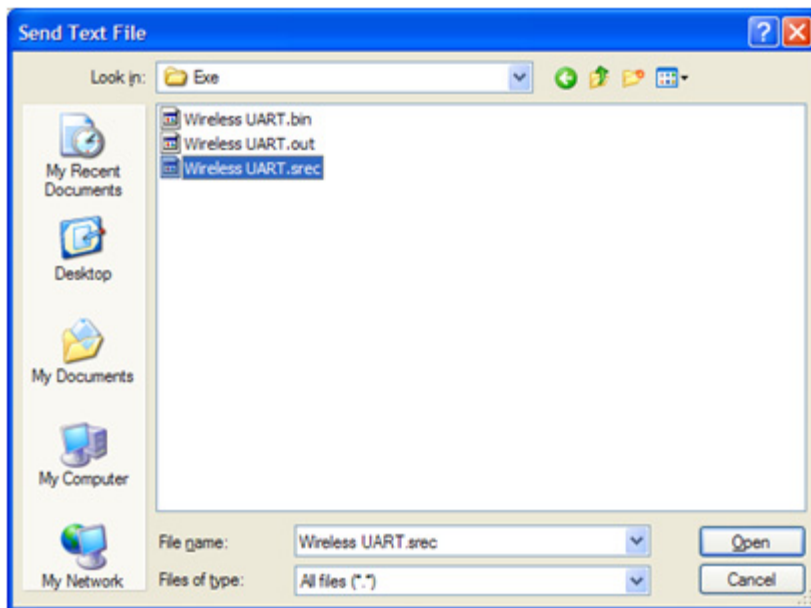 Send Text File
Look in: Exe
Wireless UART.bin
Wireless UART.out
Wireless UART.srec
My Recent
Documents
Desktop
My Documents
My Computer
My Network
File name: Wireless UART.srec Open
Files of type: All files (*.*) Cancel